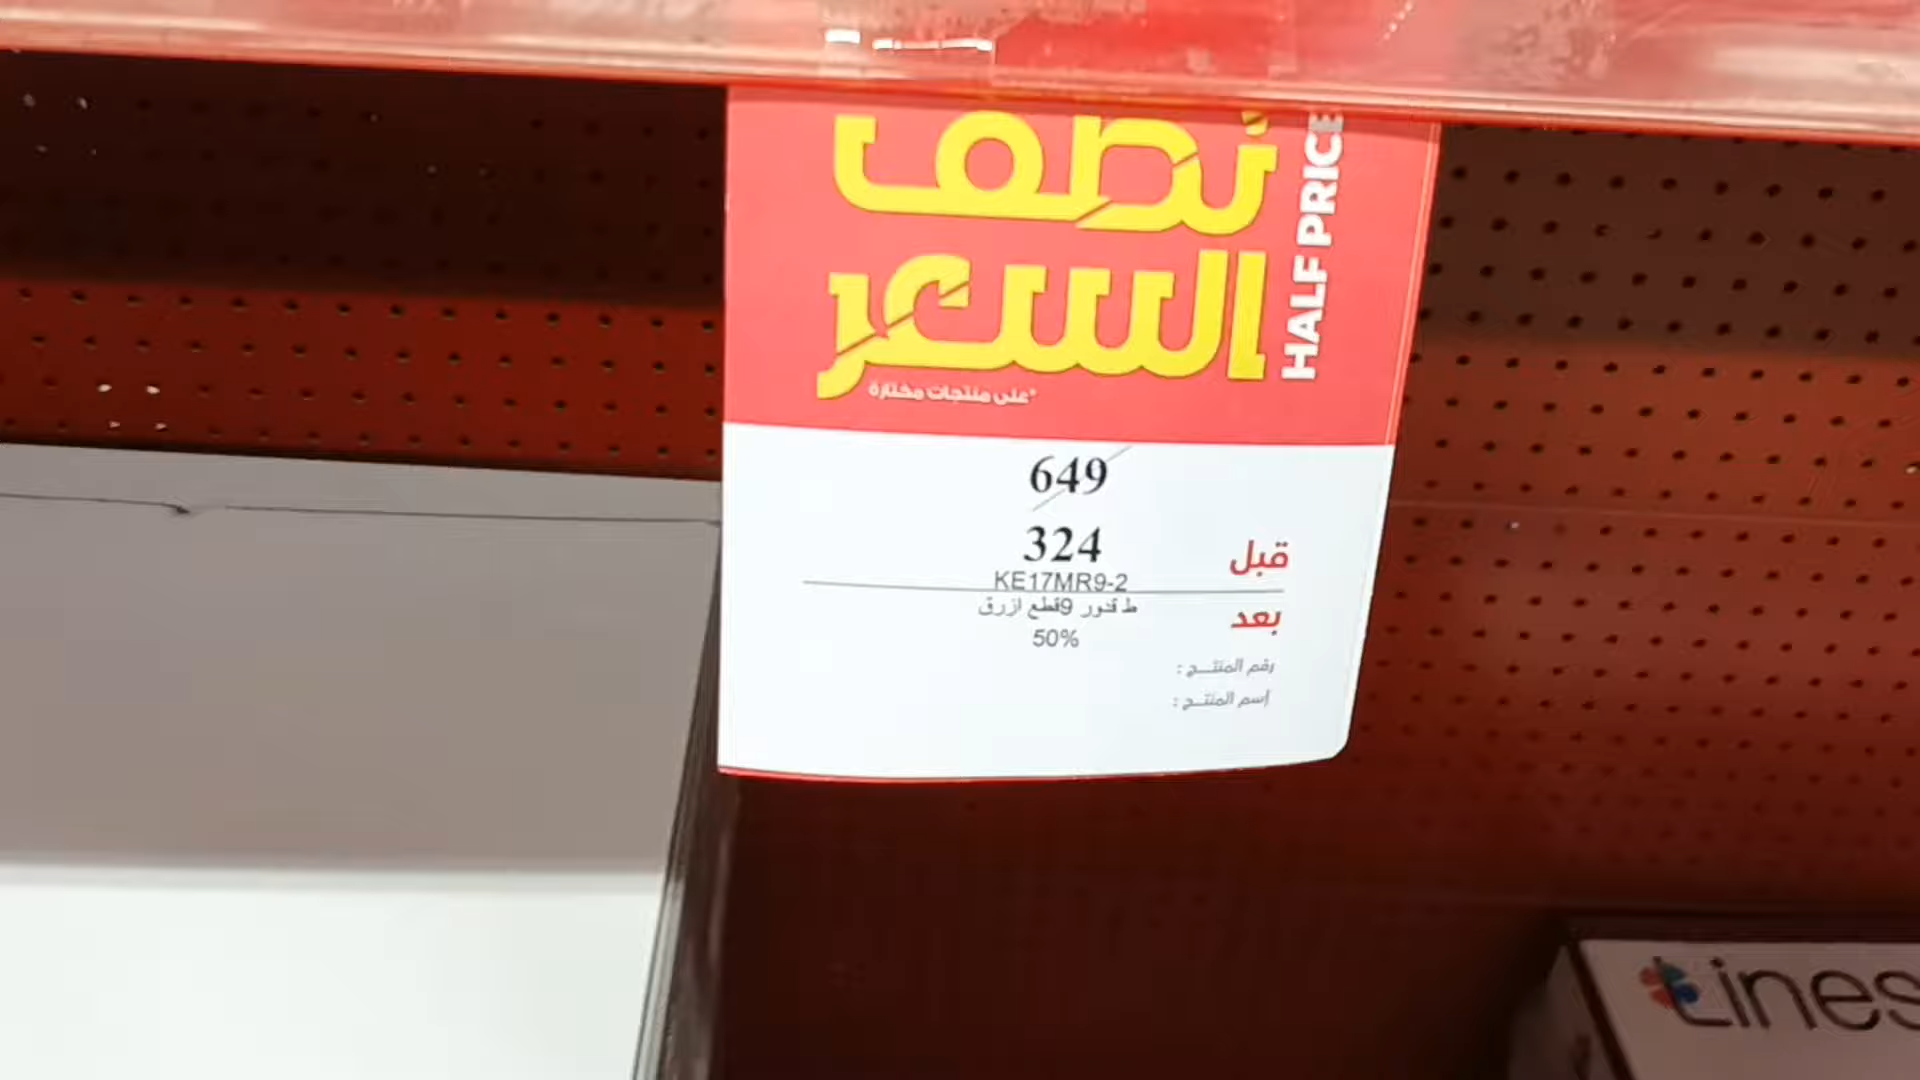 نصف
السعر
HALF PRICE
*على منتجات مختارة
649
324
قبل
KE17MR9-2
ط قدور 9قطع ازرق
بعد
50%
رقم المنتج :
إسم المنتج :
Lines